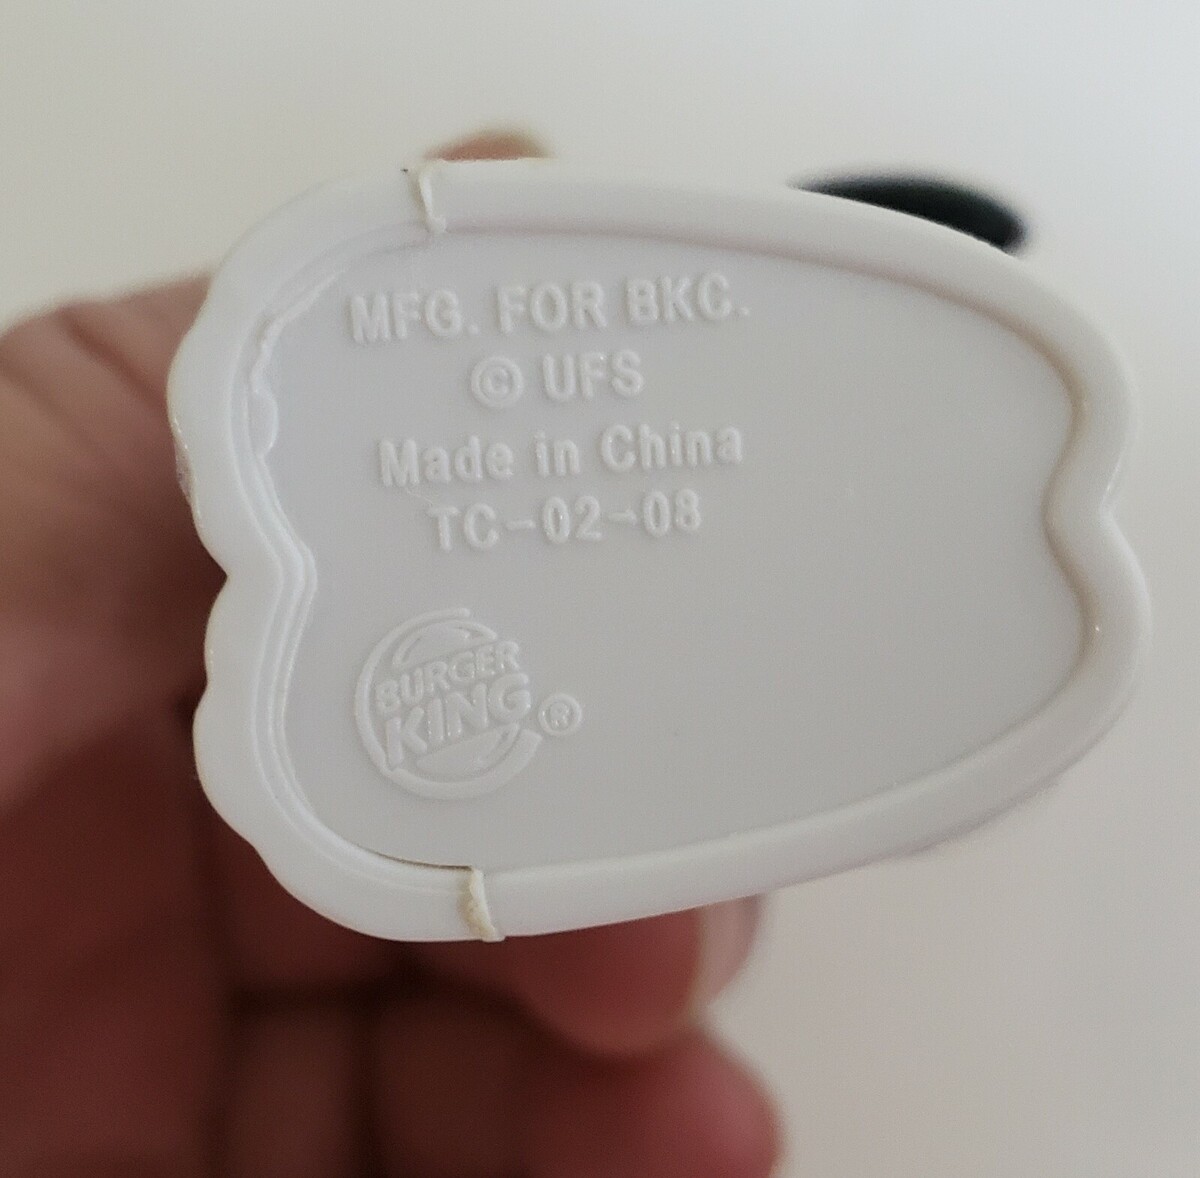 MFG. FOR BKC.
© UFS
Made in China
TC-02-08
BURGER
KING®